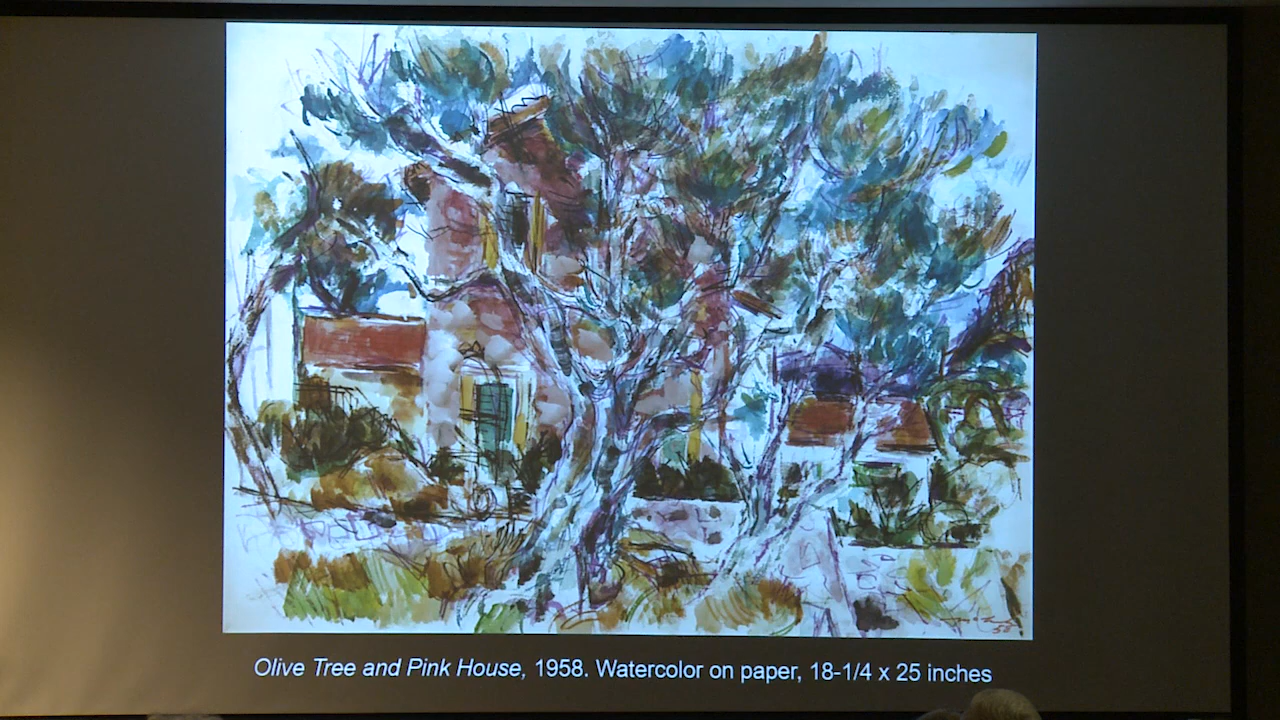 Olive Tree and Pink House, 1958. Watercolor on paper, 18-1/4 x 25 inches